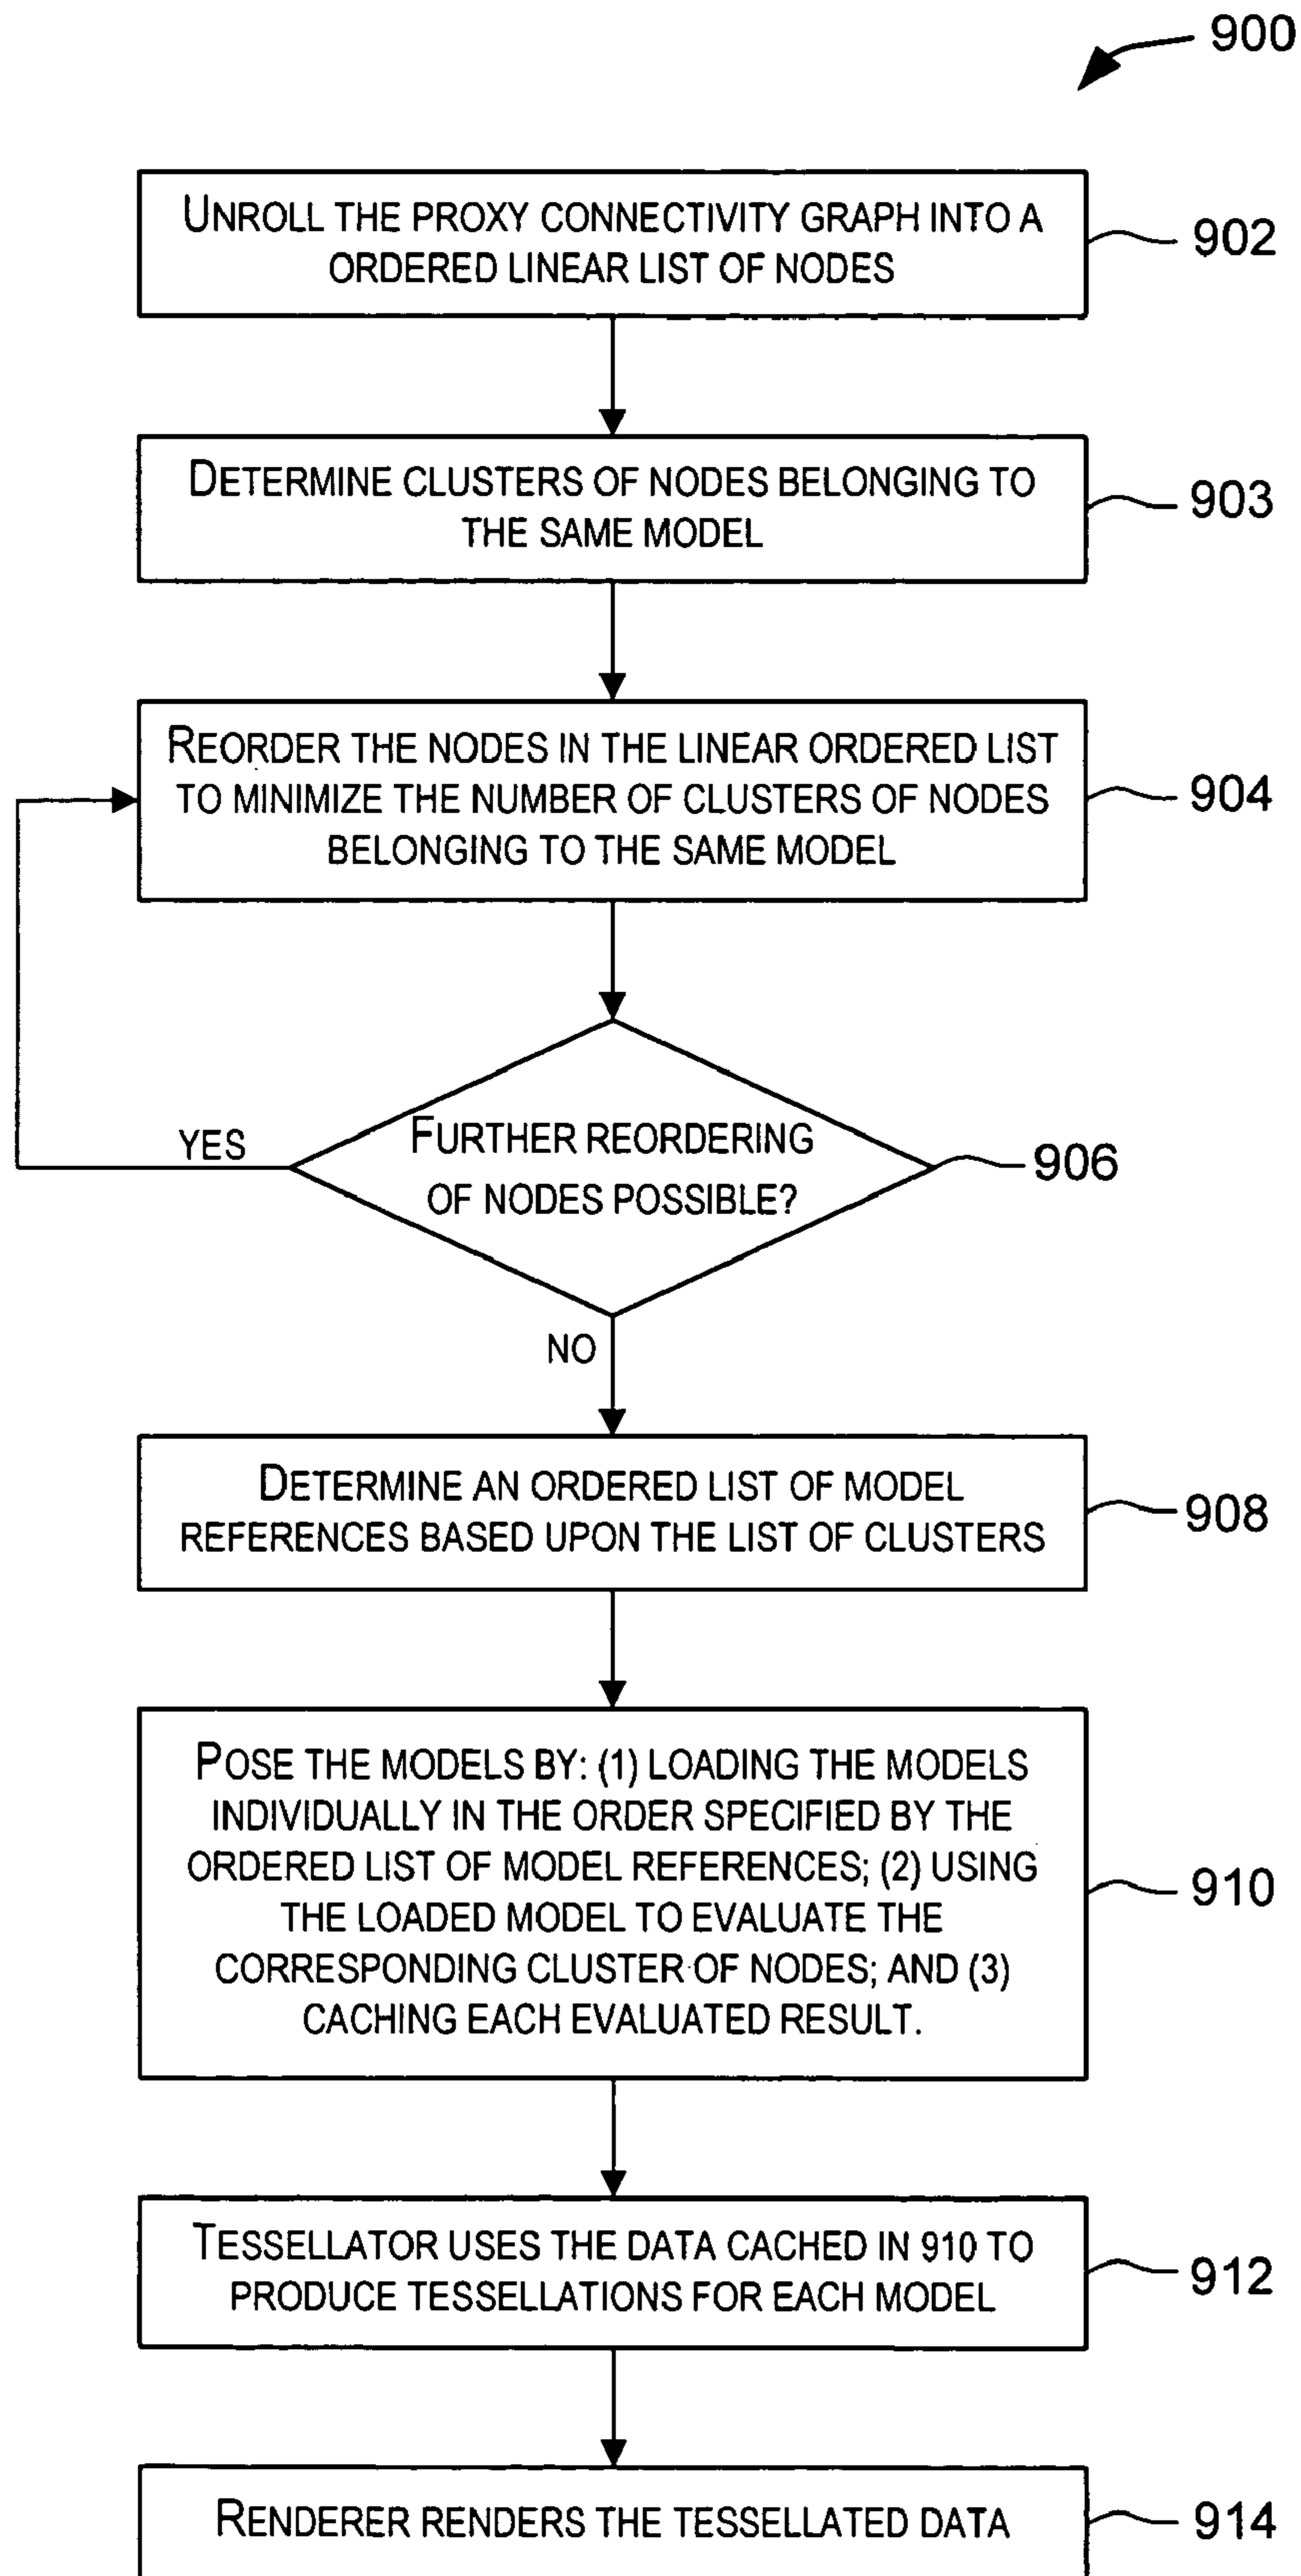 900
UNROLL THE PROXY CONNECTIVITY GRAPH INTO A
ORDERED LINEAR LIST OF NODES
902
DETERMINE CLUSTERS OF NODES BELONGING TO
THE SAME MODEL
903
REORDER THE NODES IN THE LINEAR ORDERED LIST
TO MINIMIZE THE NUMBER OF CLUSTERS OF NODES
BELONGING TO THE SAME MODEL
904
YES
FURTHER REORDERING
OF NODES POSSIBLE?
906
NO
DETERMINE AN ORDERED LIST OF MODEL
REFERENCES BASED UPON THE LIST OF CLUSTERS
908
POSE THE MODELS BY: (1) LOADING THE MODELS
INDIVIDUALLY IN THE ORDER SPECIFIED BY THE
ORDERED LIST OF MODEL REFERENCES; (2) USING
THE LOADED MODEL TO EVALUATE THE
CORRESPONDING CLUSTER OF NODES; AND (3)
CACHING EACH EVALUATED RESULT.
910
TESSELLATOR USES THE DATA CACHED IN 910 TO
PRODUCE TESSELLATIONS FOR EACH MODEL
912
RENDERER RENDERS THE TESSELLATED DATA
914